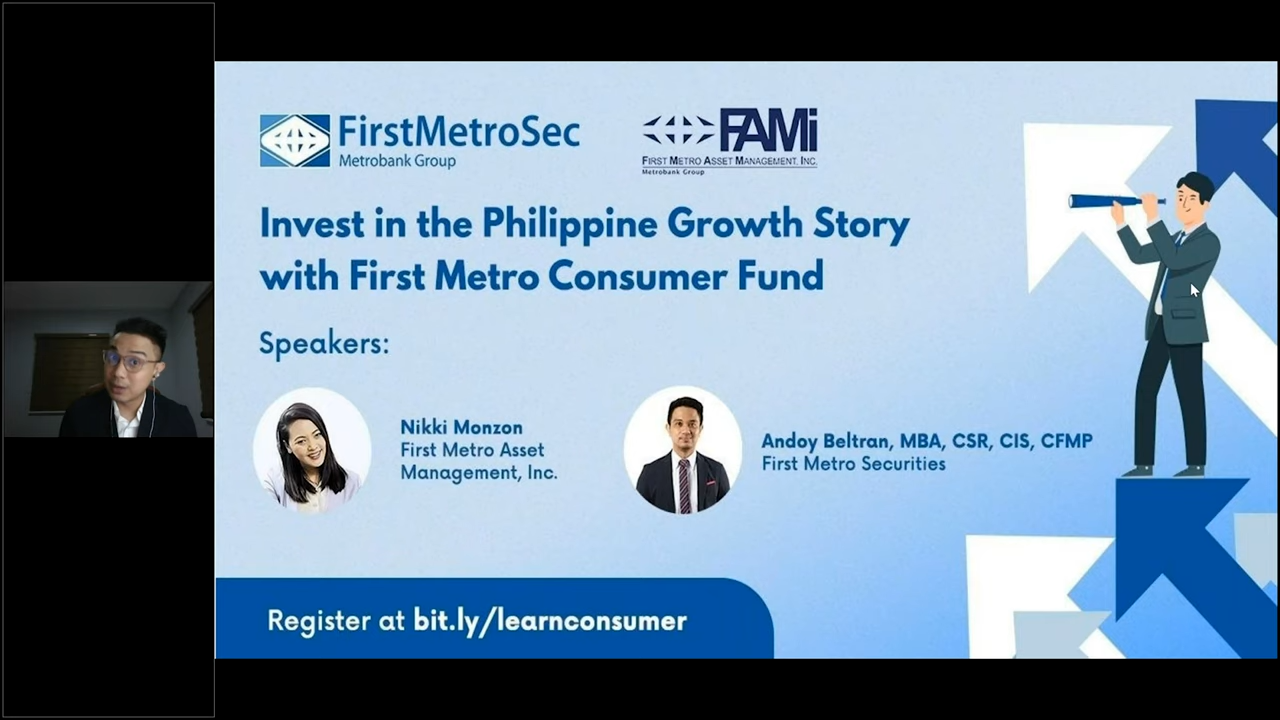 FirstMetroSec
Metrobank Group
FAMi
FIRST METRO ASSET MANAGEMENT, INC.
Metrobank Group
Invest in the Philippine Growth Story
with First Metro Consumer Fund
Speakers:
Nikki Monzon
First Metro Asset
Management, Inc.
Andoy Beltran, MBA, CSR, CIS, CFMP
First Metro Securities
Register at bit.ly/learnconsumer